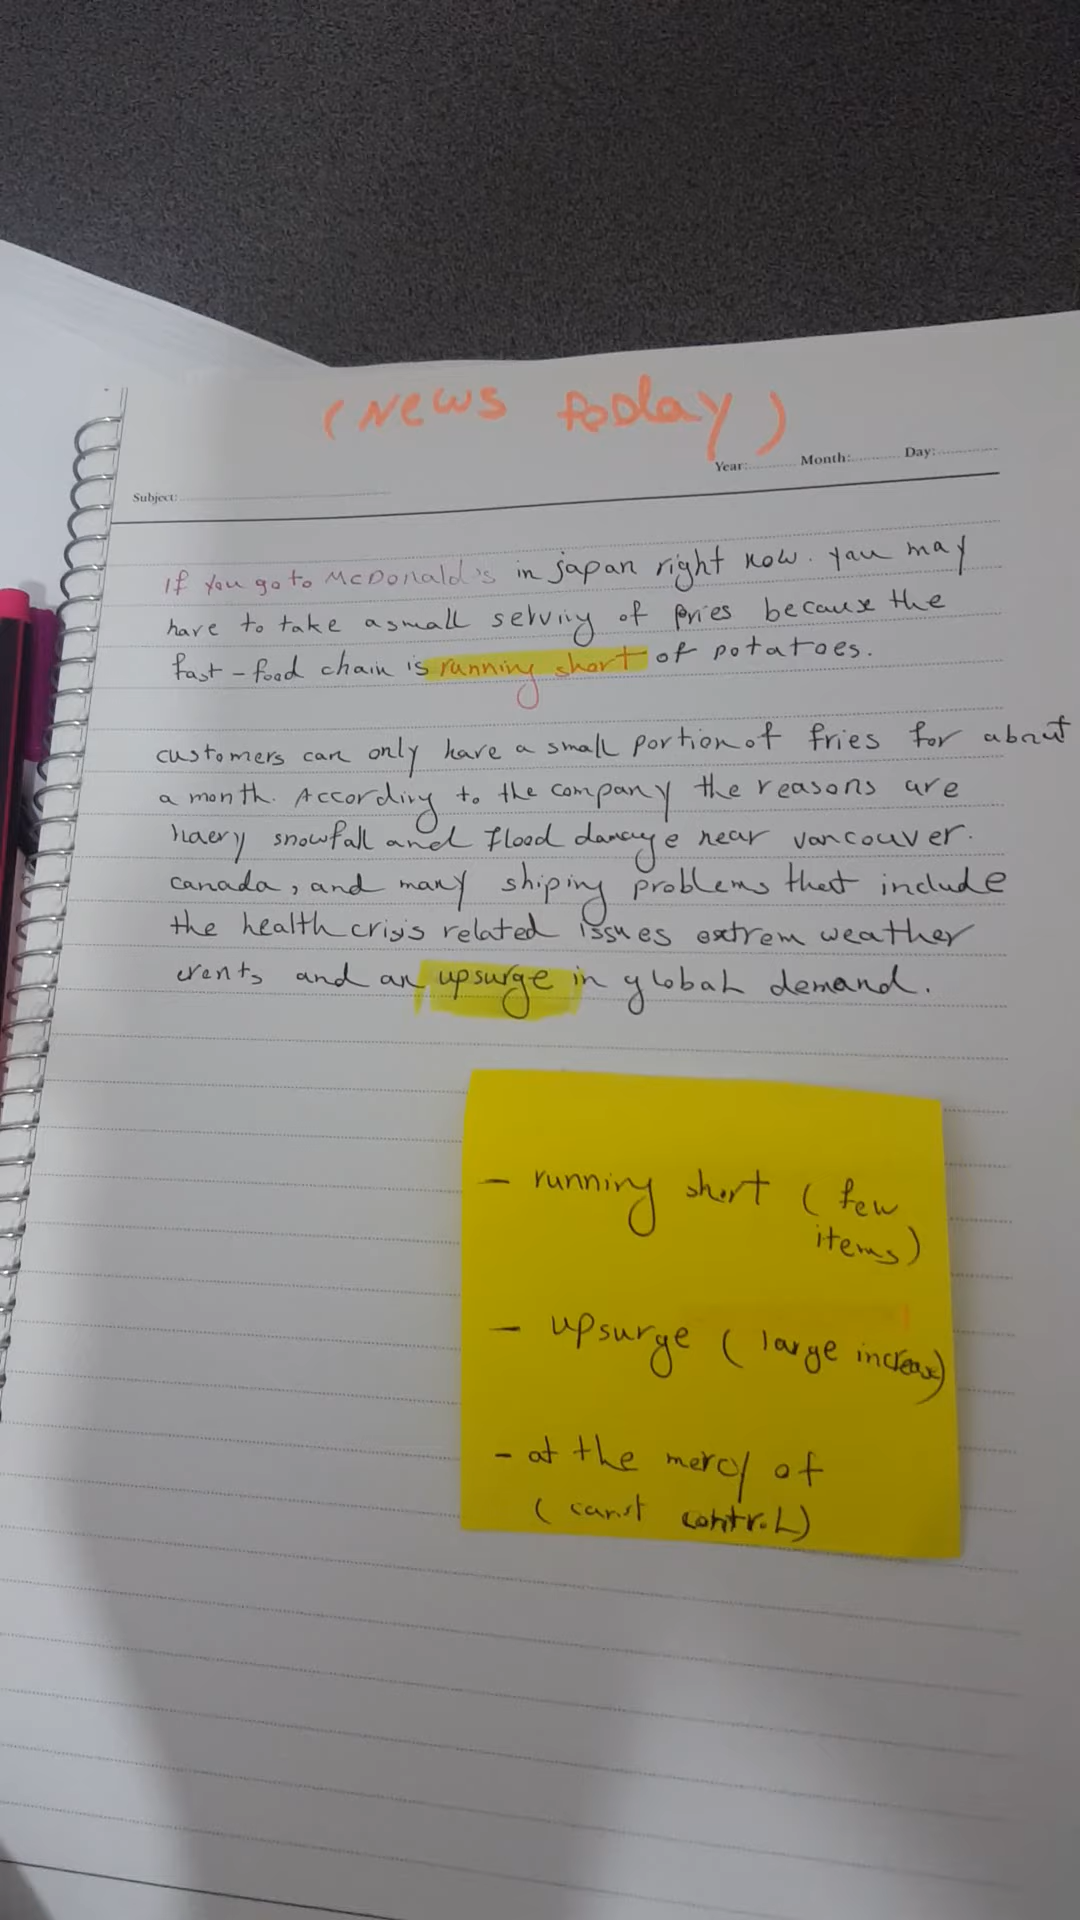 (News today)
Year: Month: Day:
Subject:
If you go to McDonald's in japan right now. you may
have to take a small serving of fries because the
fast-food chain is running short of potatoes.
customers can only have a small portion of fries for about
a month. According to the company the reasons are
heavy snowfall and flood damage near vancouver.
canada, and many shiping problems that include
the health crisis related issues extrem weather
events and an upsurge in global demand.
- running short (few
items)
- upsurge (large increase)
- at the mercy of
(can't control)